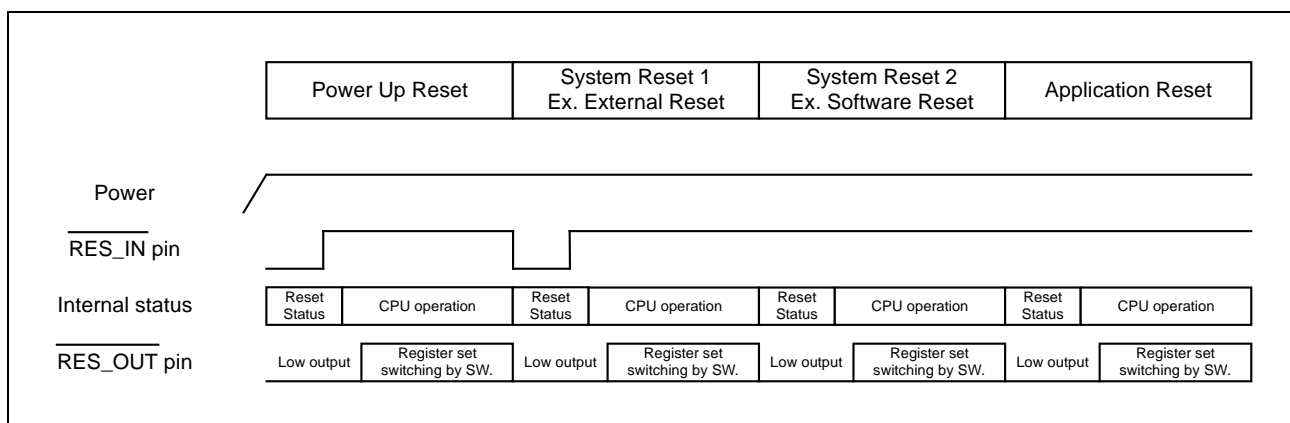 Power Up Reset
System Reset 1
Ex. External Reset
System Reset 2
Ex. Software Reset
Application Reset
Power
RES_IN pin
Internal status
Reset
Status
CPU operation
Reset
Status
CPU operation
Reset
Status
CPU operation
Reset
Status
CPU operation
RES_OUT pin
Low output
Register set
switching by SW.
Low output
Register set
switching by SW.
Low output
Register set
switching by SW.
Low output
Register set
switching by SW.